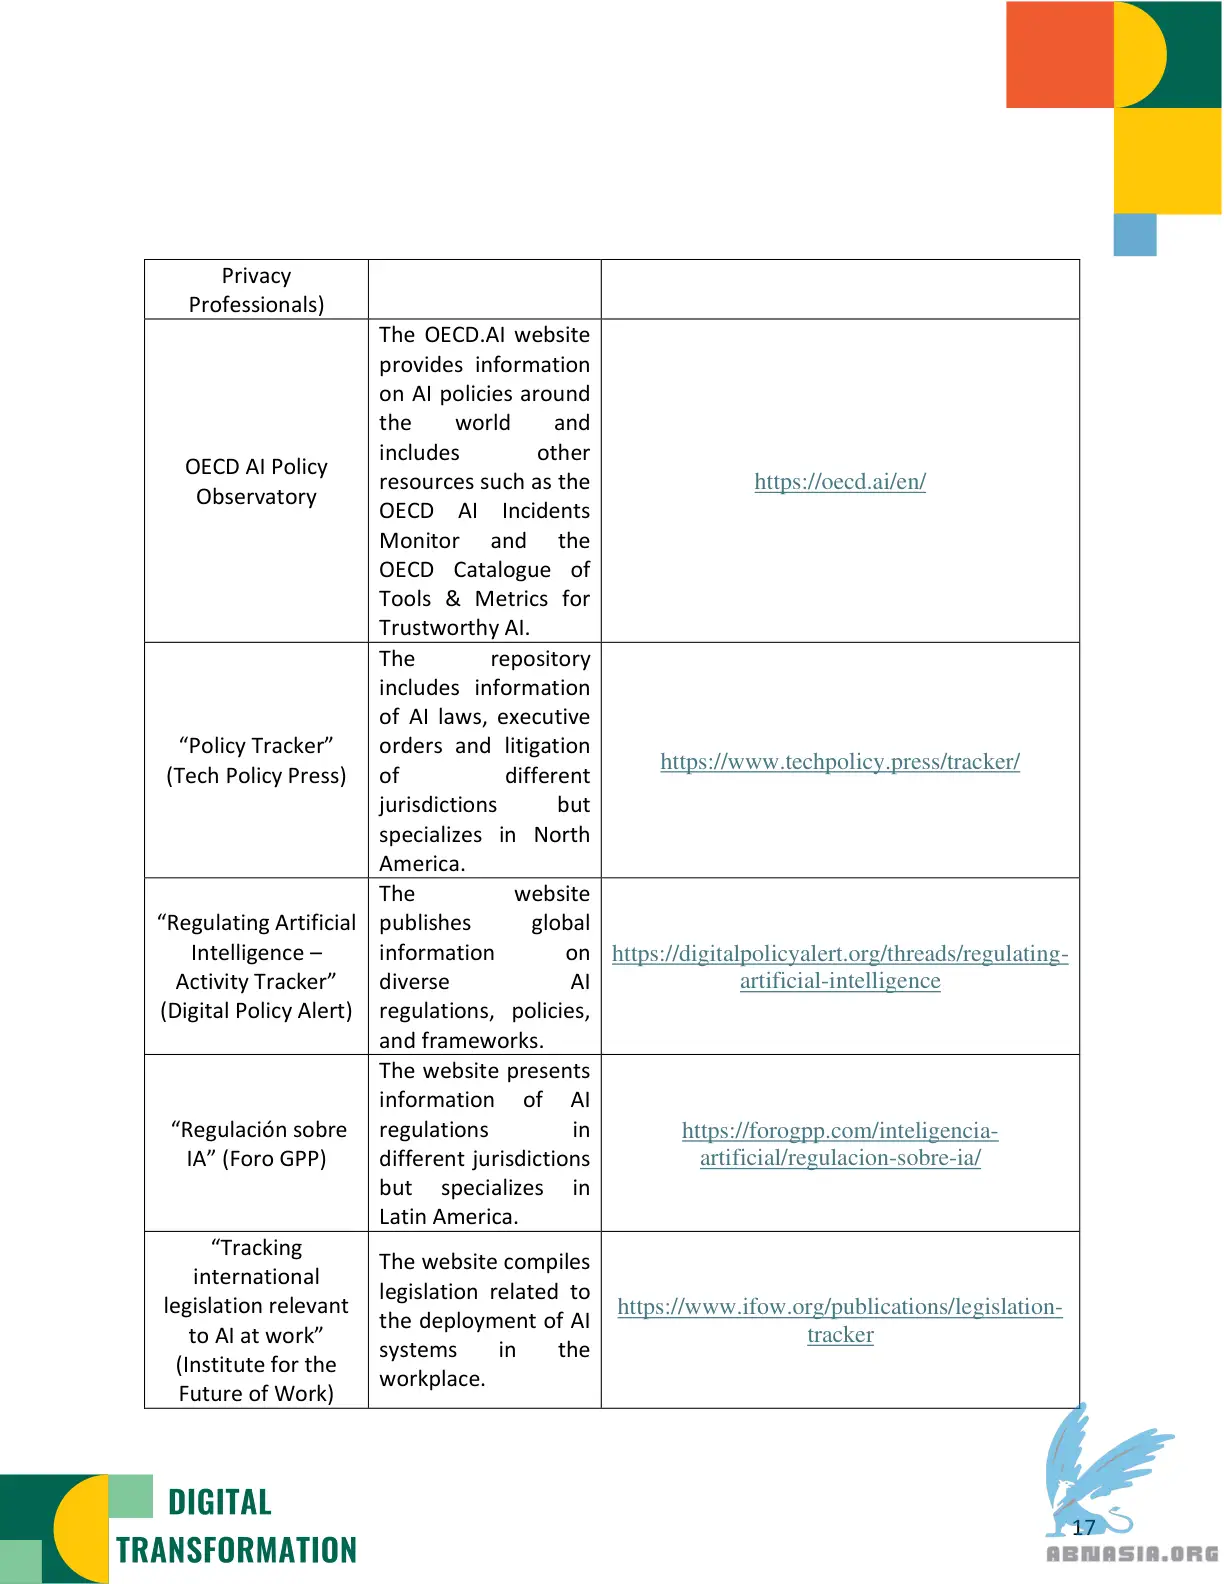 Privacy
Professionals)
OECD AI Policy
Observatory
The OECD.AI website
provides information
on AI policies around
the world and
includes other
resources such as the
OECD AI Incidents
Monitor and the
OECD Catalogue of
Tools & Metrics for
Trustworthy AI.
https://oecd.ai/en/
“Policy Tracker”
(Tech Policy Press)
The repository
includes information
of AI laws, executive
orders and litigation
of different
jurisdictions but
specializes in North
America.
https://www.techpolicy.press/tracker/
“Regulating Artificial
Intelligence –
Activity Tracker”
(Digital Policy Alert)
The website
publishes global
information on
diverse AI
regulations, policies,
and frameworks.
https://digitalpolicyalert.org/threads/regulating-
artificial-intelligence
“Regulación sobre
IA” (Foro GPP)
The website presents
information of AI
regulations in
different jurisdictions
but specializes in
Latin America.
https://forogpp.com/inteligencia-
artificial/regulacion-sobre-ia/
“Tracking
international
legislation relevant
to AI at work”
(Institute for the
Future of Work)
The website compiles
legislation related to
the deployment of AI
systems in the
workplace.
https://www.ifow.org/publications/legislation-
tracker
DIGITAL
TRANSFORMATION
17
ABNASIA.ORG